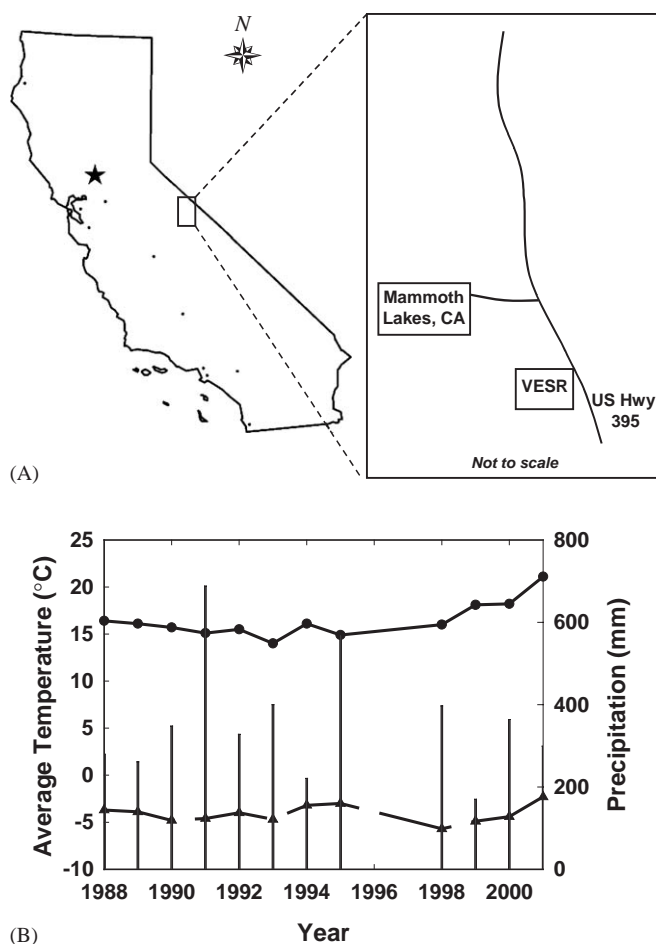 N
Mammoth
Lakes, CA
VESR
US Hwy
395
Not to scale
(A)
25
20
15
10
5
0
-5
-10
Average Temperature (°C)
800
600
400
200
0
Precipitation (mm)
1988 1990 1992 1994 1996 1998 2000
Year
(B)